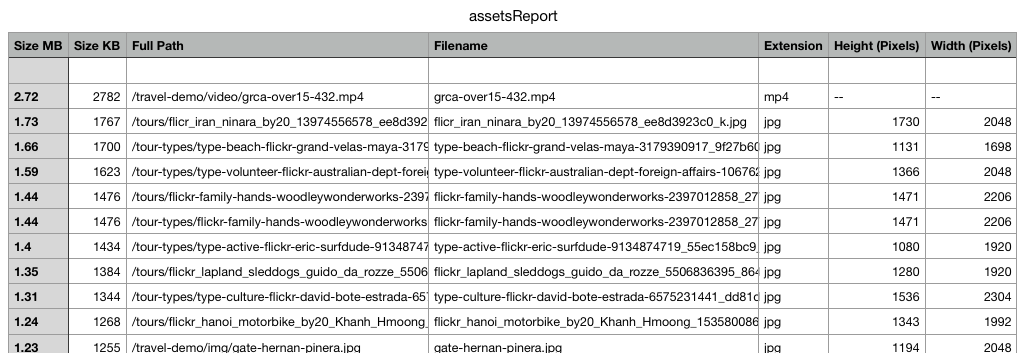 assetsReport
Size MB Size KB Full Path Filename Extension Height (Pixels) Width (Pixels)
2.72 2782 /travel-demo/video/grca-over15-432.mp4 grca-over15-432.mp4 mp4 -- --
1.73 1767 /tours/flicr_iran_ninara_by20_13974556578_ee8d392 flicr_iran_ninara_by20_13974556578_ee8d3923c0_k.jpg jpg 1730 2048
1.66 1700 /tour-types/type-beach-flickr-grand-velas-maya-3179 type-beach-flickr-grand-velas-maya-3179390917_9f27b60 jpg 1131 1698
1.59 1623 /tour-types/type-volunteer-flickr-australian-dept-foreig type-volunteer-flickr-australian-dept-foreign-affairs-106762 jpg 1366 2048
1.44 1476 /tours/flickr-family-hands-woodleywonderworks-2397 flickr-family-hands-woodleywonderworks-2397012858_27 jpg 1471 2206
1.44 1476 /tour-types/flickr-family-hands-woodleywonderworks flickr-family-hands-woodleywonderworks-2397012858_27 jpg 1471 2206
1.4 1434 /tour-types/type-active-flickr-eric-surfdude-91348747 type-active-flickr-eric-surfdude-9134874719_55ec158bc9_ jpg 1080 1920
1.35 1384 /tours/flickr_lapland_sleddogs_guido_da_rozze_5506 flickr_lapland_sleddogs_guido_da_rozze_5506836395_864 jpg 1280 1920
1.31 1344 /tour-types/type-culture-flickr-david-bote-estrada-657 type-culture-flickr-david-bote-estrada-6575231441_dd81c jpg 1536 2304
1.24 1268 /tours/flickr_hanoi_motorbike_by20_Khanh_Hmoong_ flickr_hanoi_motorbike_by20_Khanh_Hmoong_153580086 jpg 1343 1992
1.23 1255 /travel-demo/img/gate-hernan-pinera.jpg gate-hernan-pinera.jpg jpg 1194 2048